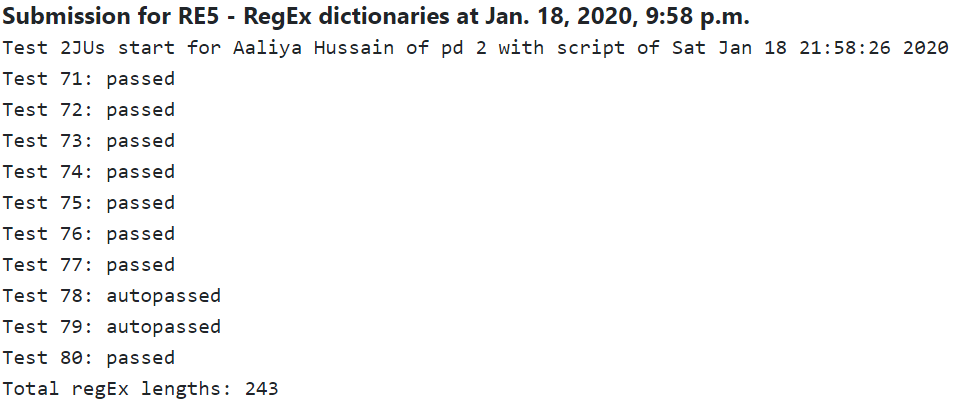 Submission for RE5 - RegEx dictionaries at Jan. 18, 2020, 9:58 p.m.
Test 2JUs start for Aaliya Hussain of pd 2 with script of Sat Jan 18 21:58:26 2020
Test 71: passed
Test 72: passed
Test 73: passed
Test 74: passed
Test 75: passed
Test 76: passed
Test 77: passed
Test 78: autopassed
Test 79: autopassed
Test 80: passed
Total regEx lengths: 243